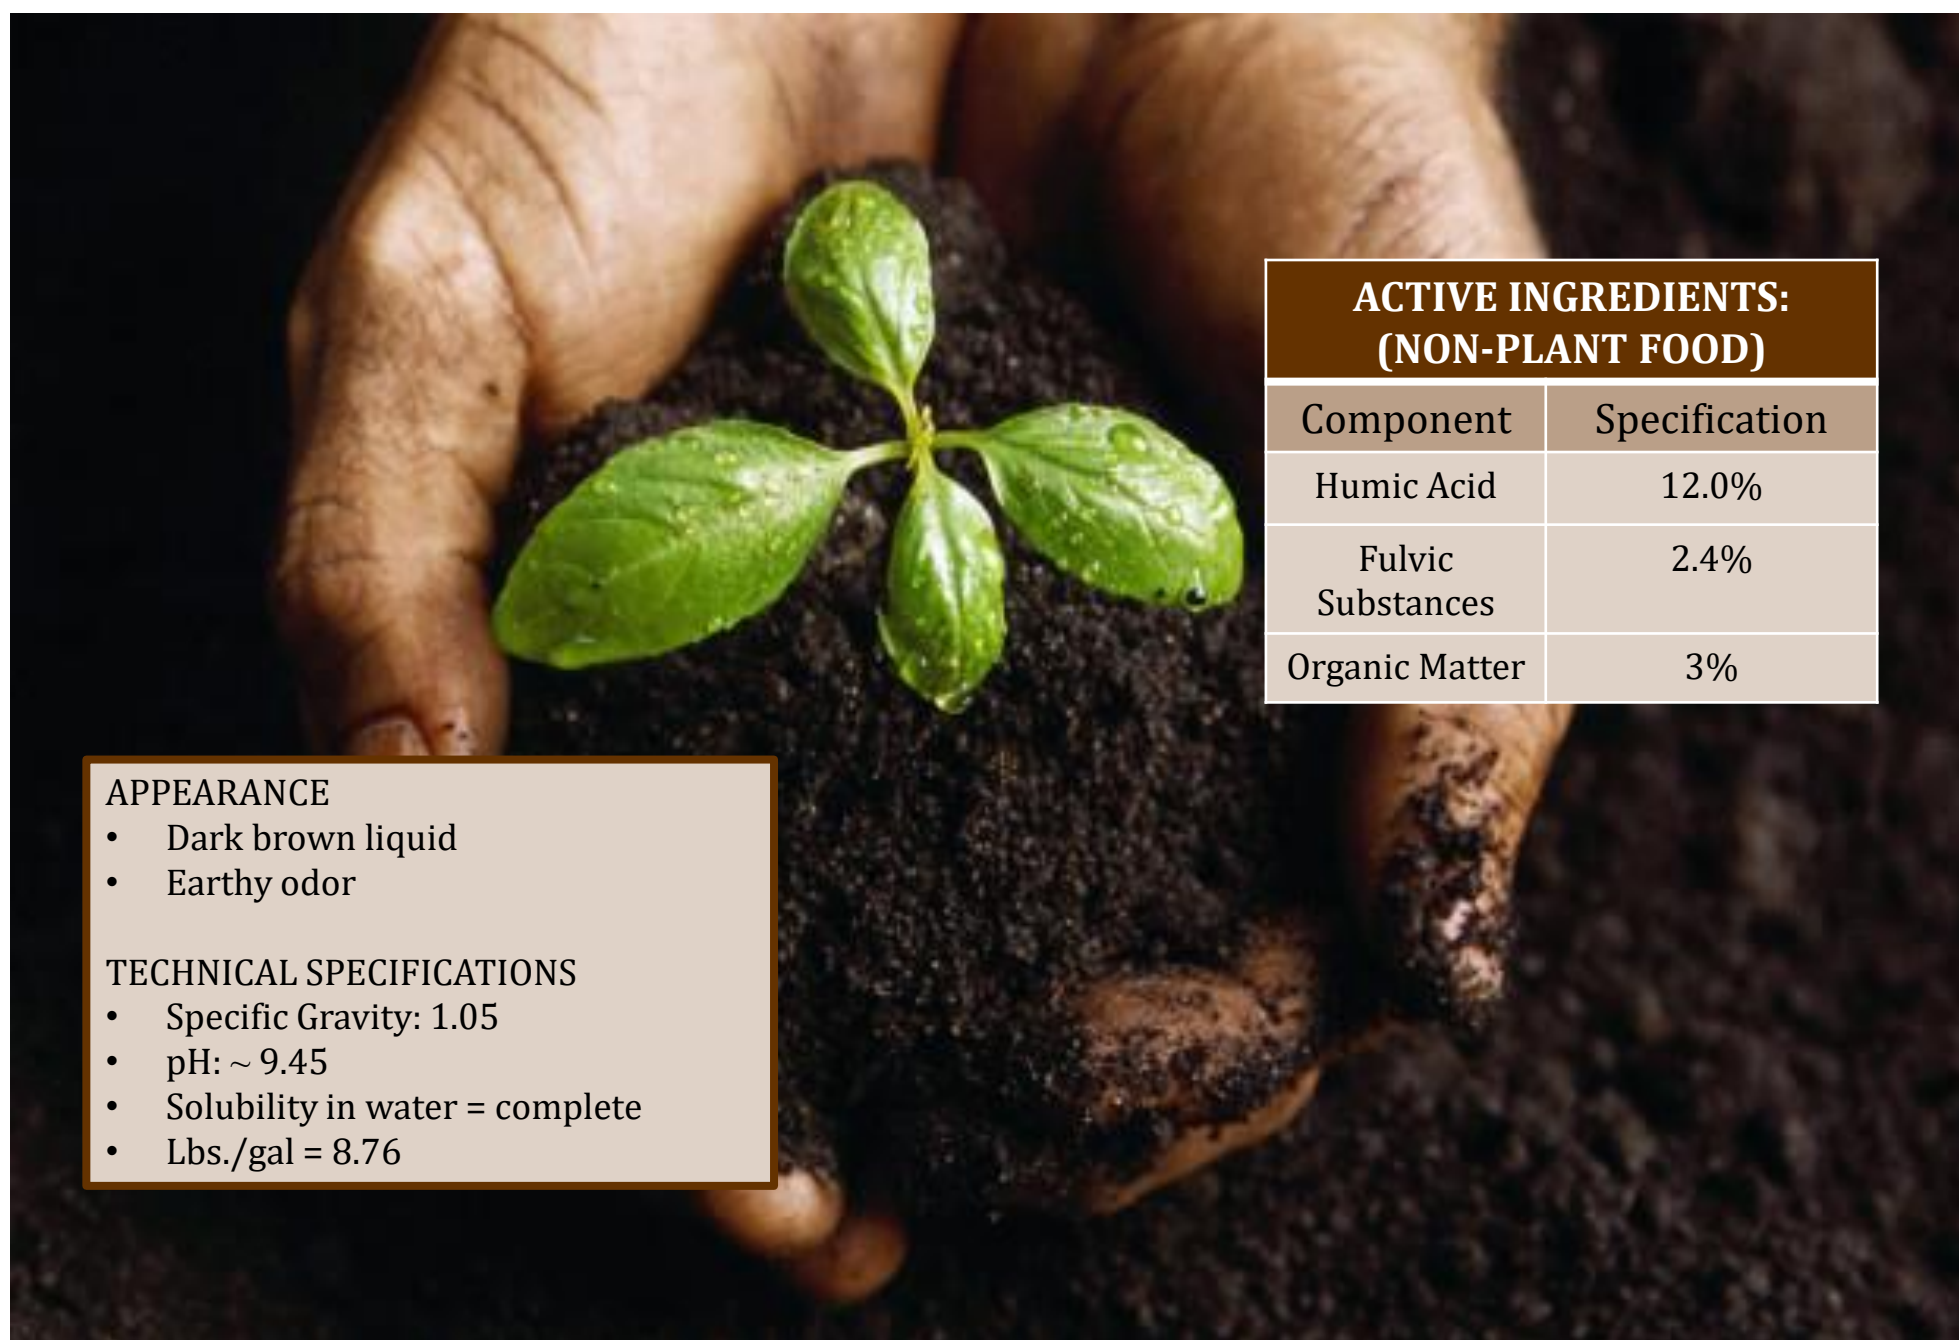 ACTIVE INGREDIENTS:
(NON-PLANT FOOD)
Component Specification
Humic Acid 12.0%
Fulvic 2.4%
Substances
Organic Matter 3%
APPEARANCE
• Dark brown liquid
• Earthy odor
TECHNICAL SPECIFICATIONS
• Specific Gravity: 1.05
• pH: ~ 9.45
• Solubility in water = complete
• Lbs./gal = 8.76